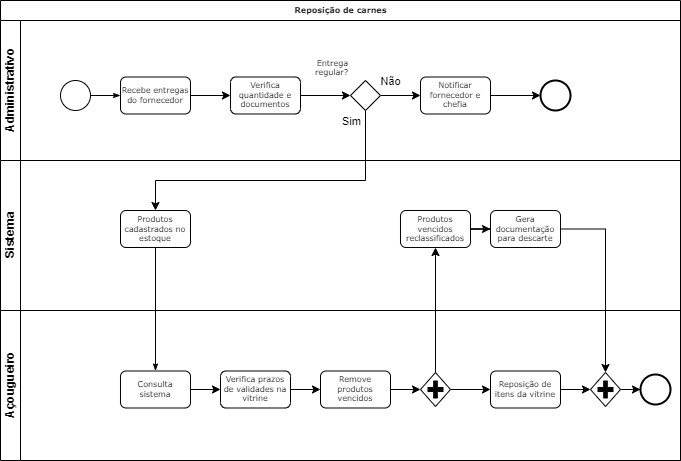 Reposição de carnes
Administrativo
Recebe entregas
do fornecedor
Verifica
quantidade e
documentos
Entrega
regular?
Não
Sim
Notificar
fornecedor e
chefia
Sistema
Produtos
cadastrados no
estoque
Produtos
vencidos
reclassificados
Gera
documentação
para descarte
Açougueiro
Consulta
sistema
Verifica prazos
de validades na
vitrine
Remove
produtos
vencidos
Reposição de
itens da vitrine